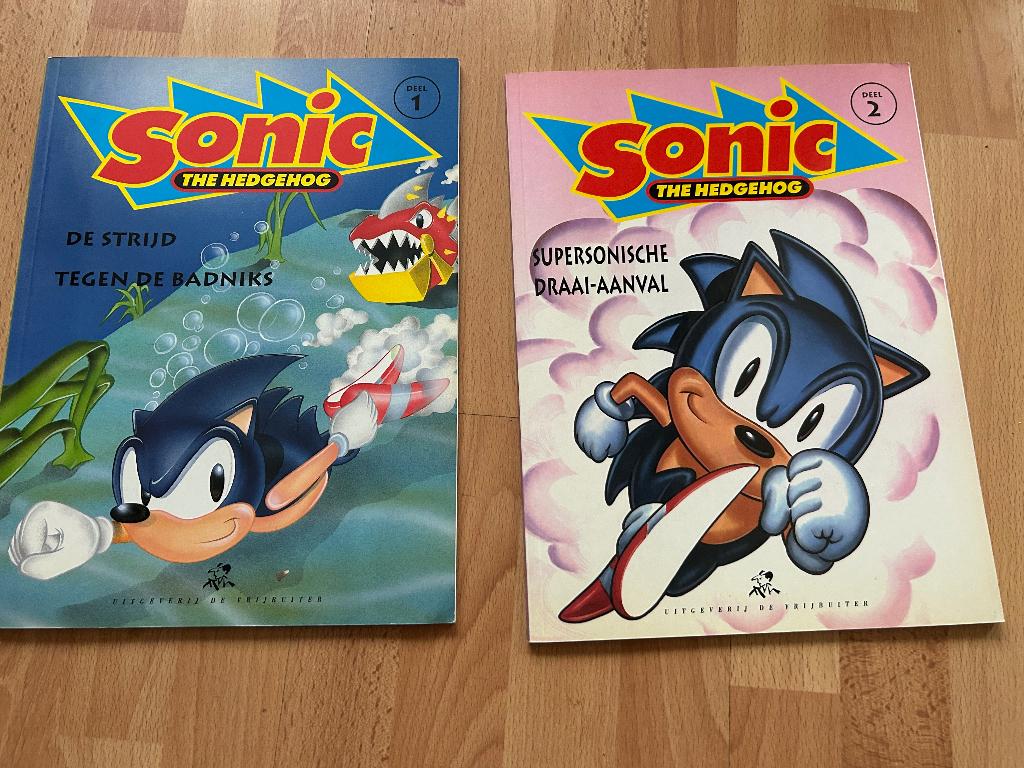 DEEL
1
Sonic
THE HEDGEHOG
DE STRIJD
TEGEN DE BADNIKS
UITGEVERIJ DE VRIJBUITER
DEEL
2
Sonic
THE HEDGEHOG
SUPERSONISCHE
DRAAI-AANVAL
UITGEVERIJ DE VRIJBUITER